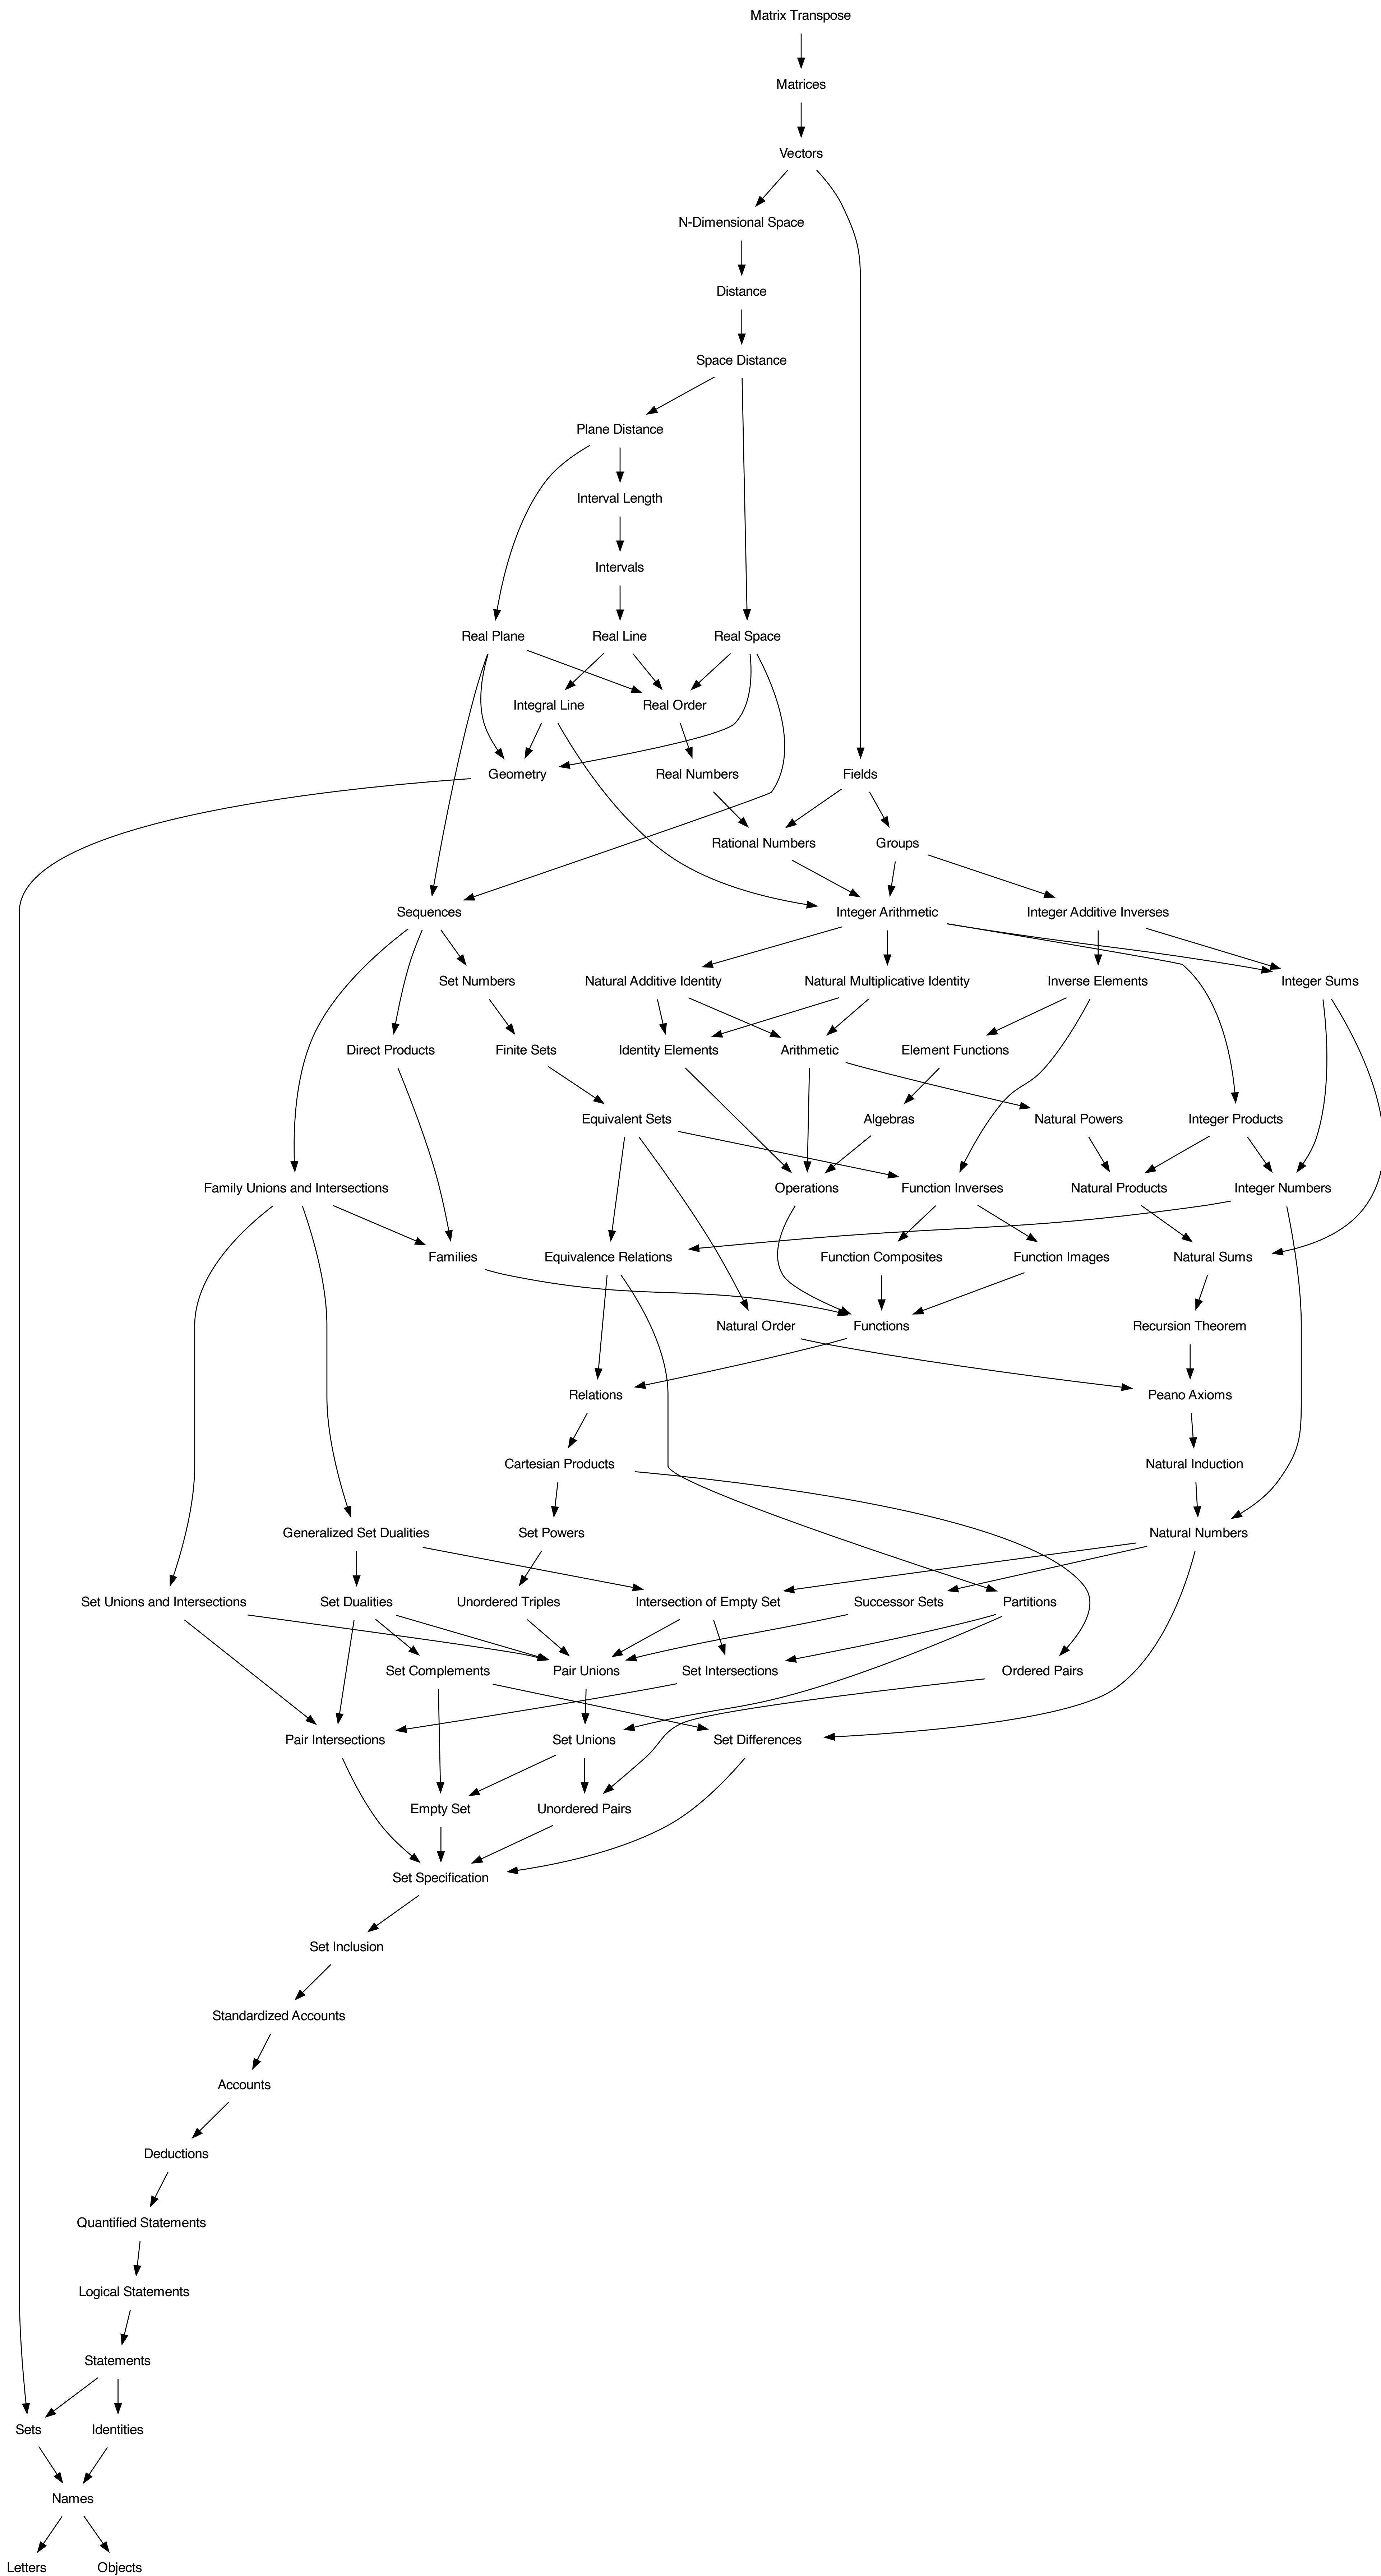 Matrix Transpose
Matrices
Vectors
N-Dimensional Space
Distance
Space Distance
Plane Distance
Interval Length
Intervals
Real Plane
Real Line
Real Space
Integral Line
Real Order
Geometry
Real Numbers
Fields
Rational Numbers
Groups
Sequences
Integer Arithmetic
Integer Additive Inverses
Set Numbers
Natural Additive Identity
Natural Multiplicative Identity
Inverse Elements
Integer Sums
Direct Products
Finite Sets
Identity Elements
Arithmetic
Element Functions
Equivalent Sets
Algebras
Natural Powers
Integer Products
Family Unions and Intersections
Operations
Function Inverses
Natural Products
Integer Numbers
Families
Equivalence Relations
Function Composites
Function Images
Natural Sums
Natural Order
Functions
Recursion Theorem
Relations
Peano Axioms
Cartesian Products
Natural Induction
Generalized Set Dualities
Set Powers
Natural Numbers
Set Unions and Intersections
Set Dualities
Unordered Triples
Intersection of Empty Set
Successor Sets
Partitions
Set Complements
Pair Unions
Set Intersections
Ordered Pairs
Pair Intersections
Set Unions
Set Differences
Empty Set
Unordered Pairs
Set Specification
Set Inclusion
Standardized Accounts
Accounts
Deductions
Quantified Statements
Logical Statements
Statements
Sets
Identities
Names
Letters
Objects